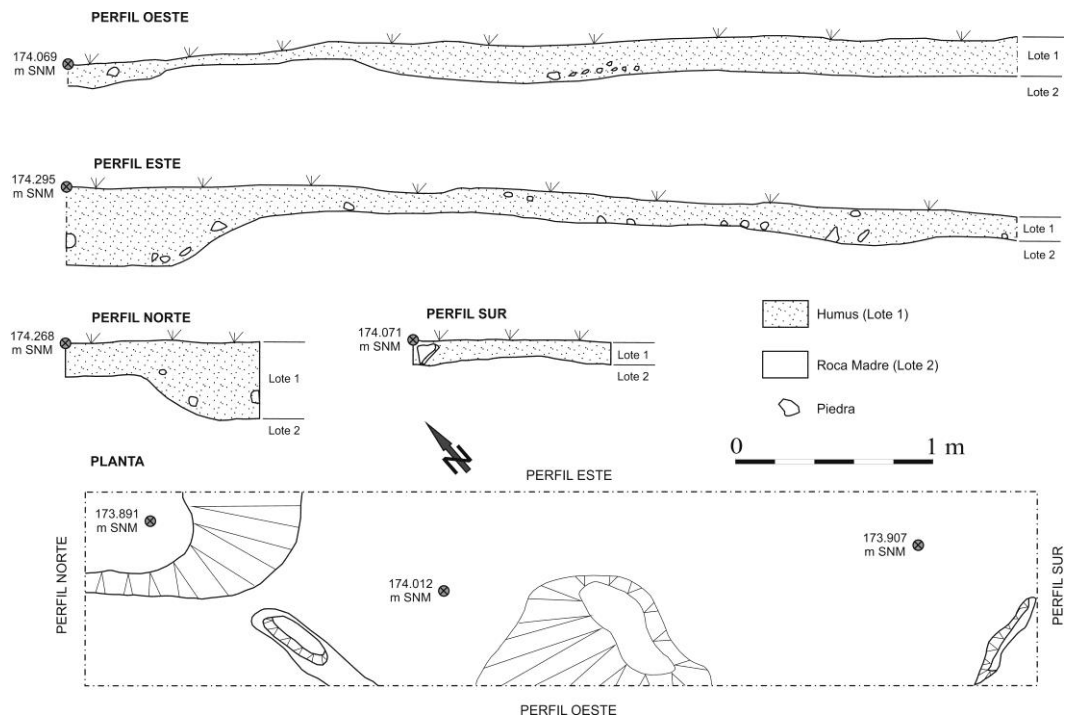 PERFIL OESTE
174.069
m SNM
Lote 1
Lote 2
PERFIL ESTE
174.295
m SNM
Lote 1
Lote 2
PERFIL NORTE
174.268
m SNM
Lote 1
Lote 2
PERFIL SUR
174.071
m SNM
Lote 1
Lote 2
Humus (Lote 1)
Roca Madre (Lote 2)
Piedra
N
0 1 m
PLANTA
PERFIL ESTE
PERFIL NORTE
173.891
m SNM
174.012
m SNM
173.907
m SNM
PERFIL SUR
PERFIL OESTE